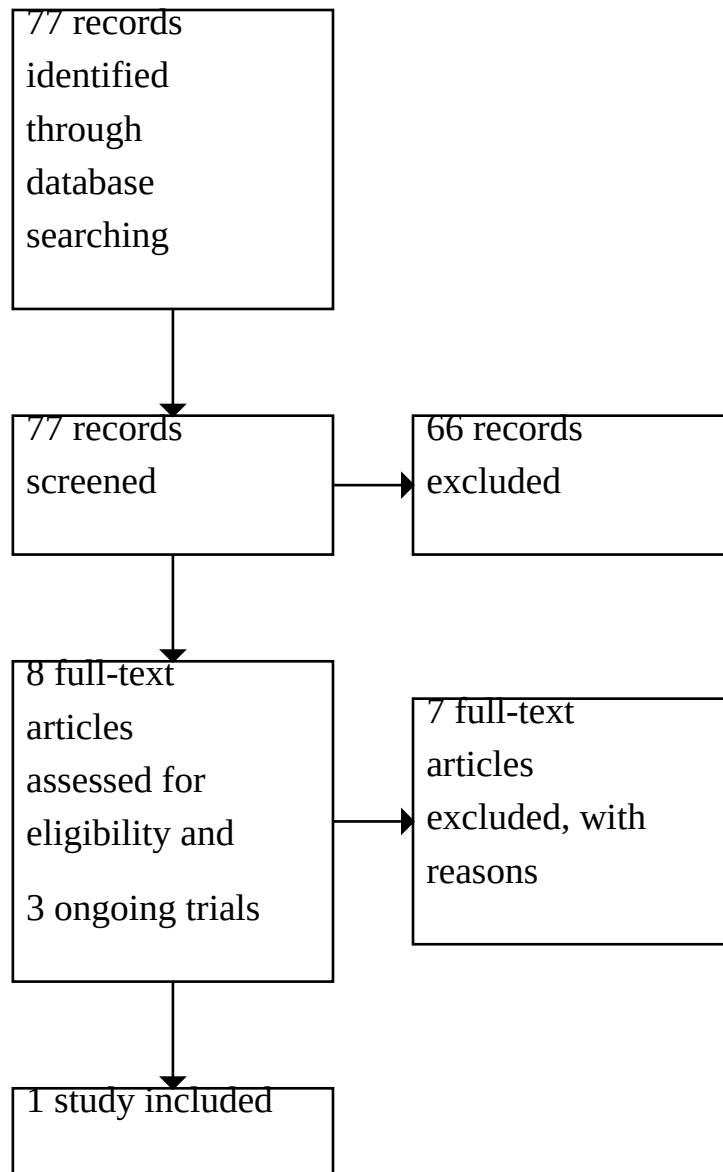 77 records
identified
through
database
searching
77 records
screened
66 records
excluded
8 full-text
articles
assessed for
eligibility and
3 ongoing trials
7 full-text
articles
excluded, with
reasons
1 study included